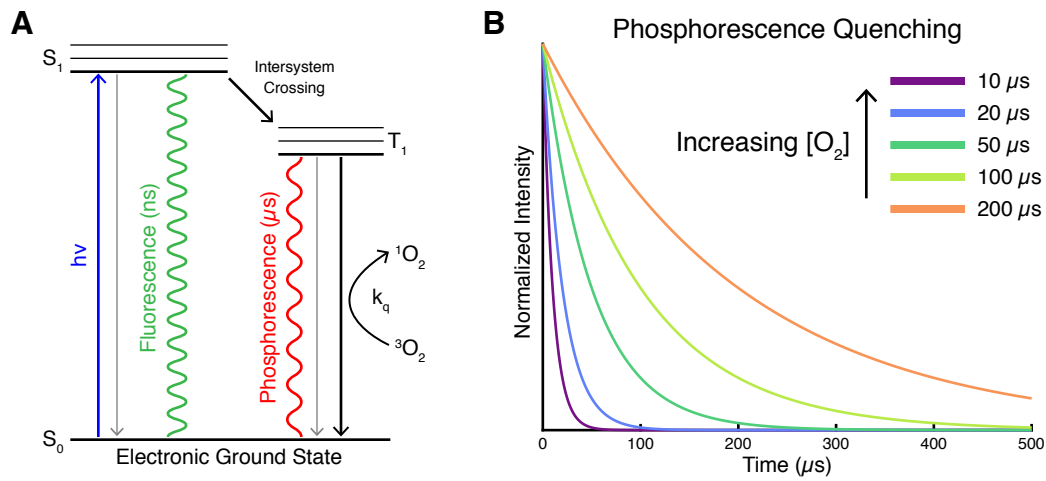 A
S₁
Intersystem
Crossing
T₁
hν
Fluorescence (ns)
Phosphorescence (µs)
¹O₂
k_q
³O₂
S₀
Electronic Ground State
B
Phosphorescence Quenching
Normalized Intensity
Increasing [O₂]
10 µs
20 µs
50 µs
100 µs
200 µs
0
100
200
300
400
500
Time (µs)